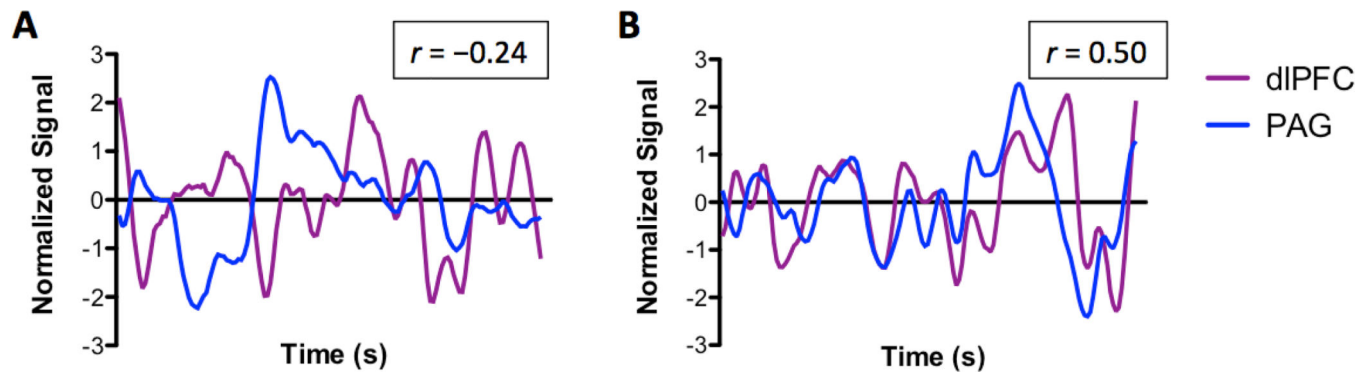 A
r = −0.24
3
2
1
0
-1
-2
-3
Normalized Signal
Time (s)
B
r = 0.50
3
2
1
0
-1
-2
-3
Normalized Signal
Time (s)
dlPFC
PAG